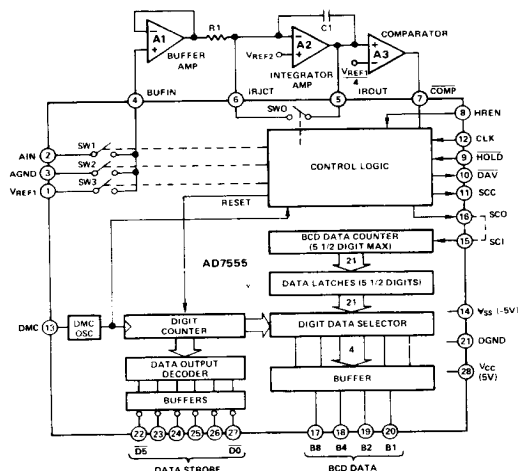 A1
BUFFER
AMP
R1
C1
VREF2
A2
INTEGRATOR
AMP
COMPARATOR
A3
VREF1
4
4
BUFIN
6
IRJCT
5
IROUT
7
COMP
SWO
AIN
2
SW1
AGND
3
SW2
VREF1
1
SW3
CONTROL LOGIC
RESET
8
HREN
12
CLK
9
HOLD
10
DAV
11
SCC
16
SCO
15
SCI
BCD DATA COUNTER
(5 1/2 DIGIT MAX)
21
AD7555
DATA LATCHES (5 1/2 DIGITS)
21
DMC
13
DMC
OSC
DIGIT
COUNTER
DIGIT DATA SELECTOR
14
VSS (-5V)
21
DGND
28
VCC
(5V)
DATA OUTPUT
DECODER
4
BUFFERS
BUFFER
22 23 24 25 26 27
17 18 19 20
D5 D0
B8 B4 B2 B1
DATA STROBE
BCD DATA